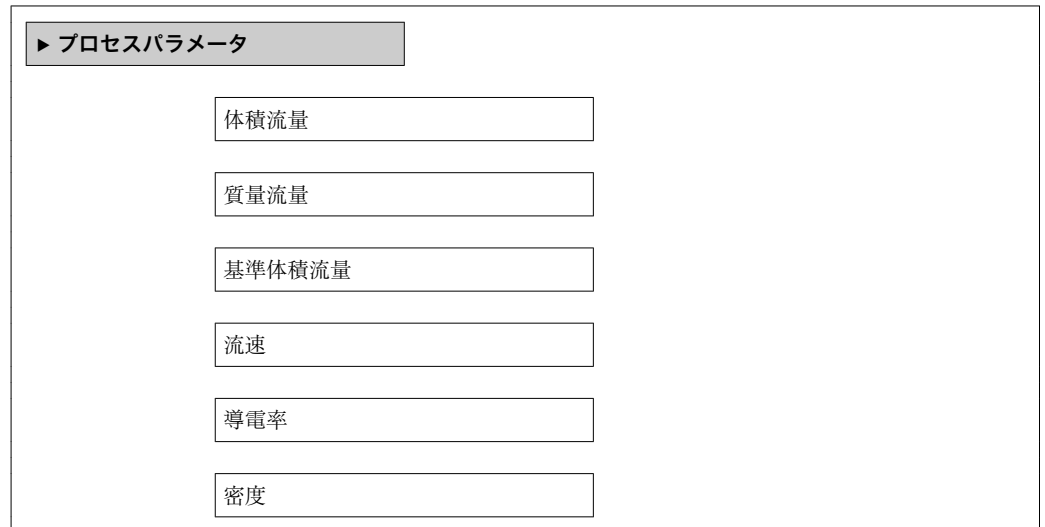 ▶ プロセスパラメータ
体積流量
質量流量
基準体積流量
流速
導電率
密度